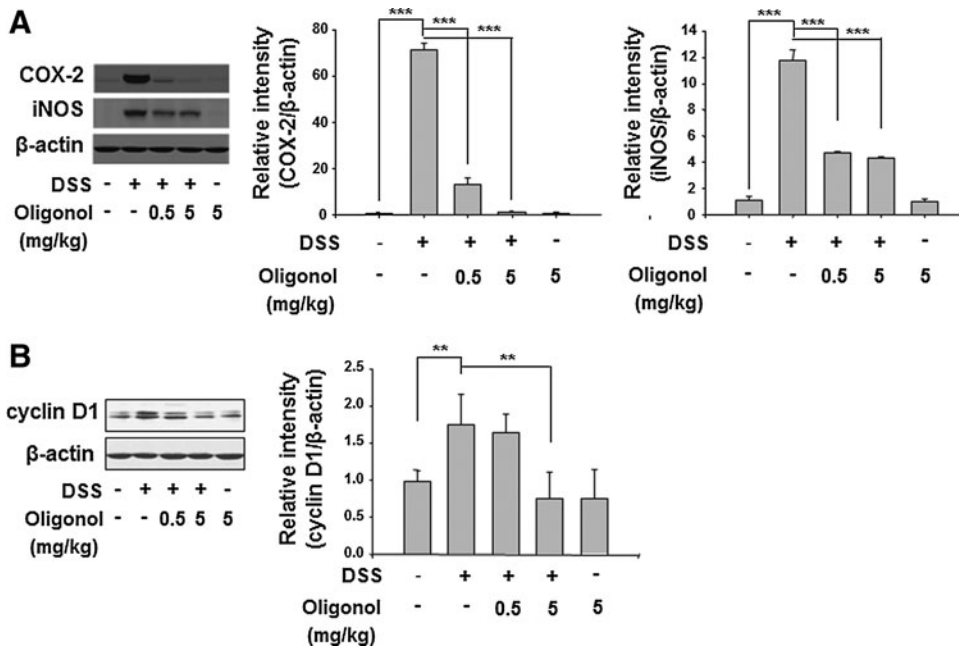 A
COX-2
iNOS
β-actin
DSS - + + + -
Oligonol - - 0.5 5 5
(mg/kg)
Relative intensity
(COX-2/β-actin)
80
60
40
20
0
*** *** ***
DSS - + + + -
Oligonol - - 0.5 5 5
(mg/kg)
Relative intensity
(iNOS/β-actin)
14
12
10
8
6
4
2
0
*** *** ***
DSS - + + + -
Oligonol - - 0.5 5 5
(mg/kg)
B
cyclin D1
β-actin
DSS - + + + -
Oligonol - - 0.5 5 5
(mg/kg)
Relative intensity
(cyclin D1/β-actin)
2.5
2.0
1.5
1.0
0.5
0.0
** **
DSS - + + + -
Oligonol - - 0.5 5 5
(mg/kg)